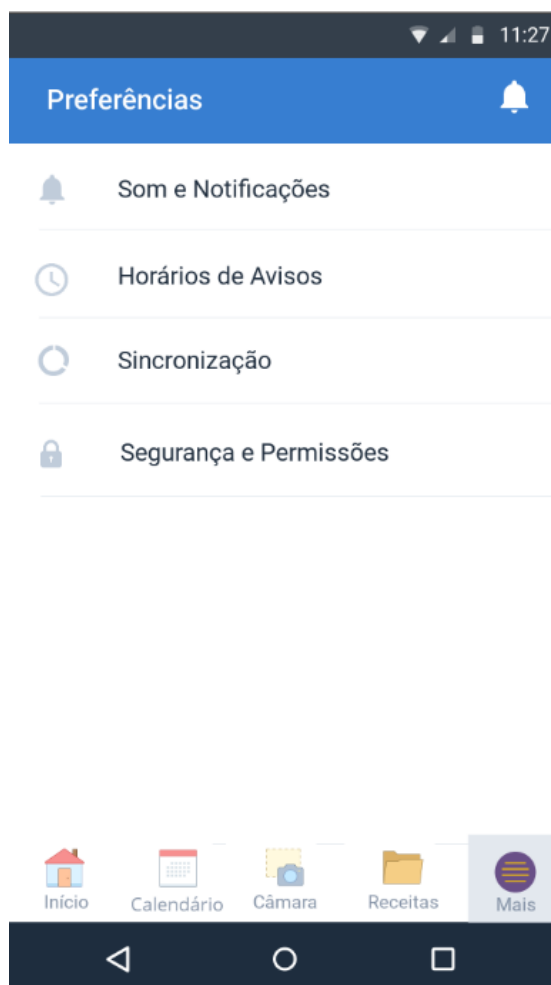 11:27
Preferências
Som e Notificações
Horários de Avisos
Sincronização
Segurança e Permissões
Início
Calendário
Câmara
Receitas
Mais